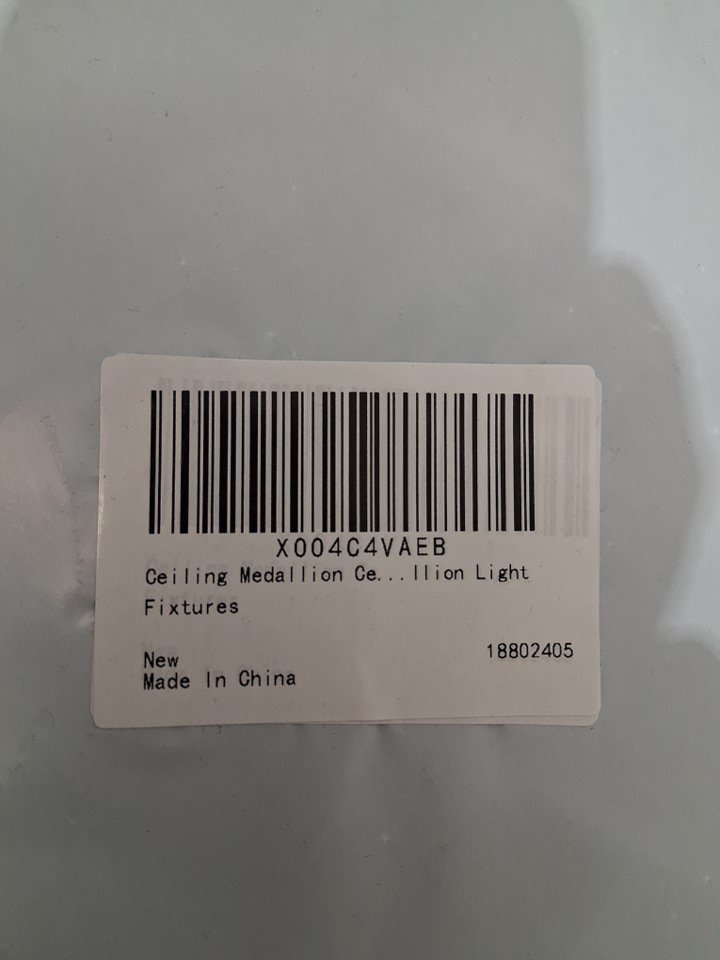 X004C4VAEB
Ceiling Medallion Ce...llion Light
Fixtures
New
18802405
Made In China